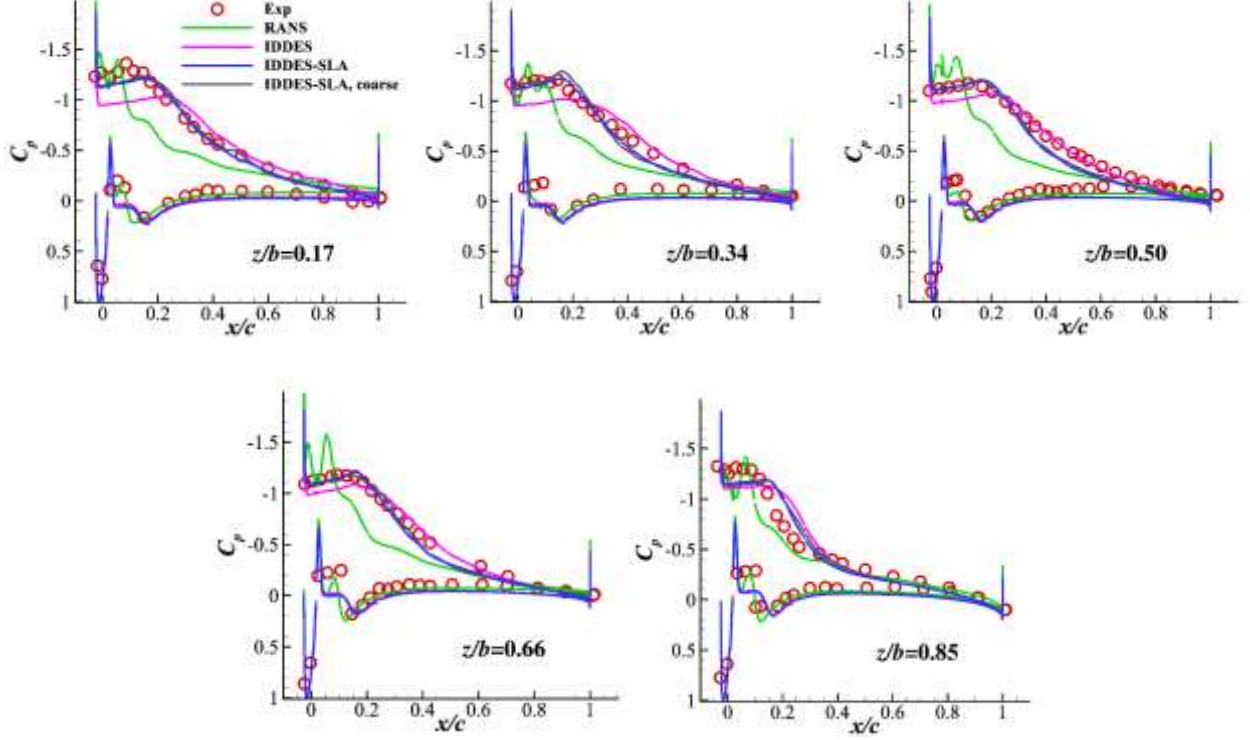 Exp
RANS
IDDES
IDDES-SLA
IDDES-SLA, coarse
-1.5
-1
-0.5
0
0.5
1
Cp
z/b=0.17
0 0.2 0.4 0.6 0.8 1
x/c
-1.5
-1
-0.5
0
0.5
1
Cp
z/b=0.34
0 0.2 0.4 0.6 0.8 1
x/c
-1.5
-1
-0.5
0
0.5
1
Cp
z/b=0.50
0 0.2 0.4 0.6 0.8 1
x/c
-1.5
-1
-0.5
0
0.5
1
Cp
z/b=0.66
0 0.2 0.4 0.6 0.8 1
x/c
-1.5
-1
-0.5
0
0.5
1
Cp
z/b=0.85
0 0.2 0.4 0.6 0.8 1
x/c